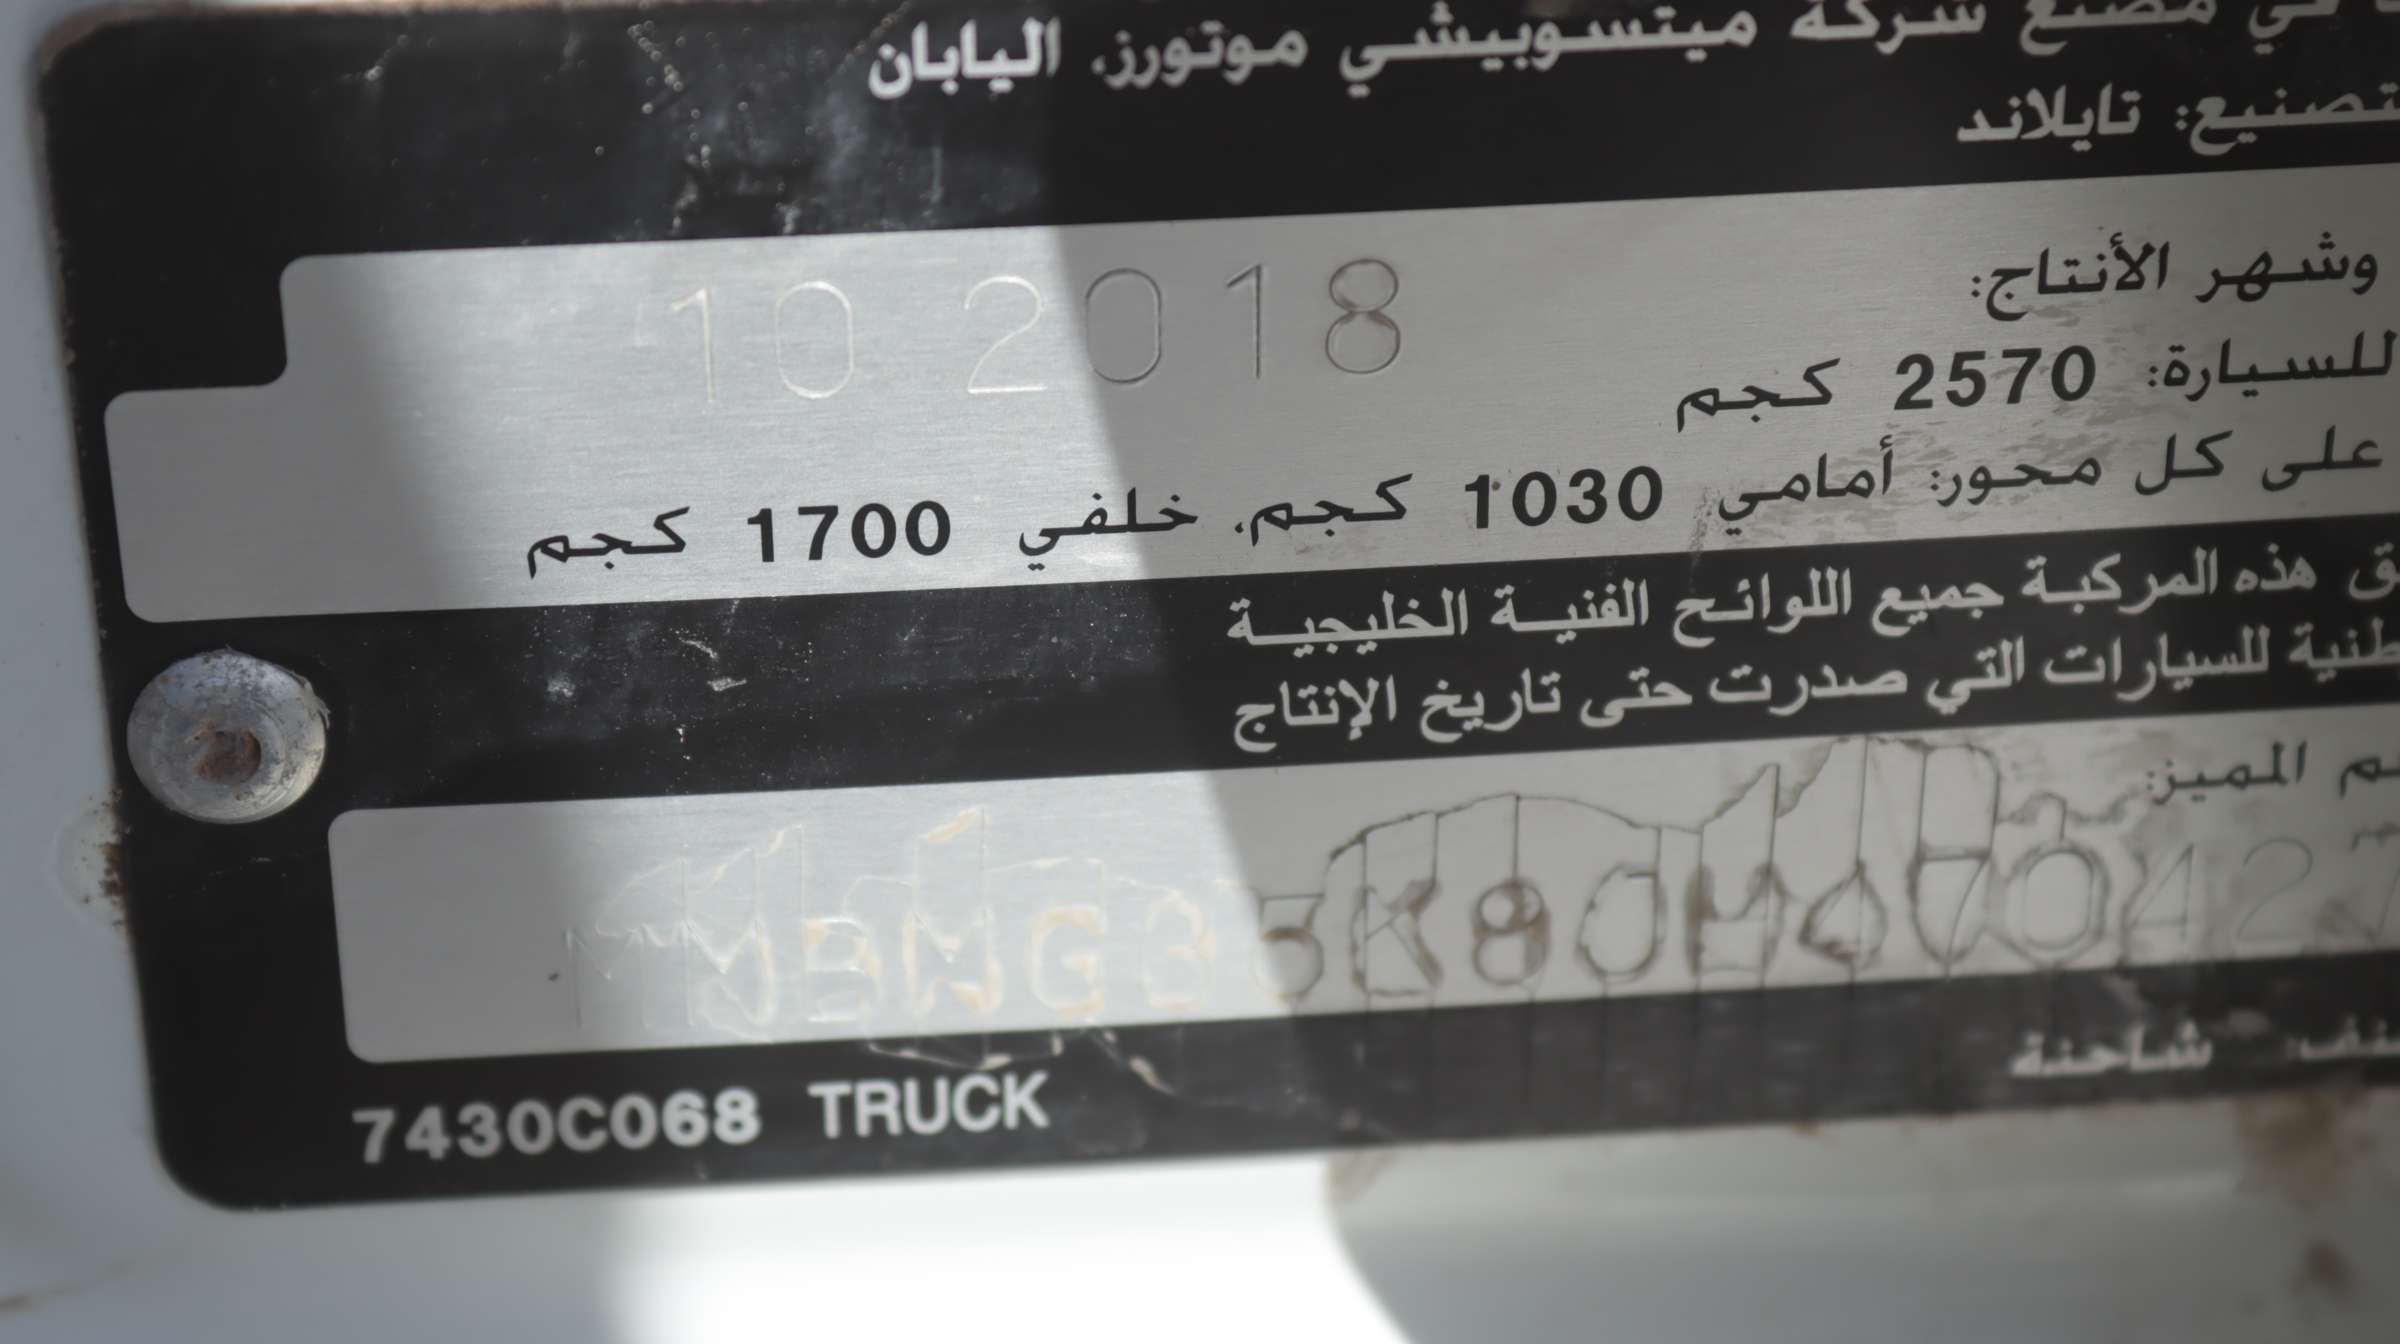 في مصنع شركة ميتسوبيشي موتورز، اليابان
تصنيع: تايلاند
وشهر الأنتاج: 10 2018
للسيارة: 2570 كجم
على كل محور: أمامي 1030 كجم، خلفي 1700 كجم
هذه المركبة جميع اللوائح الفنية الخليجية
للسيارات التي صدرت حتى تاريخ الإنتاج
المميز:
شاحنة
7430C068 TRUCK